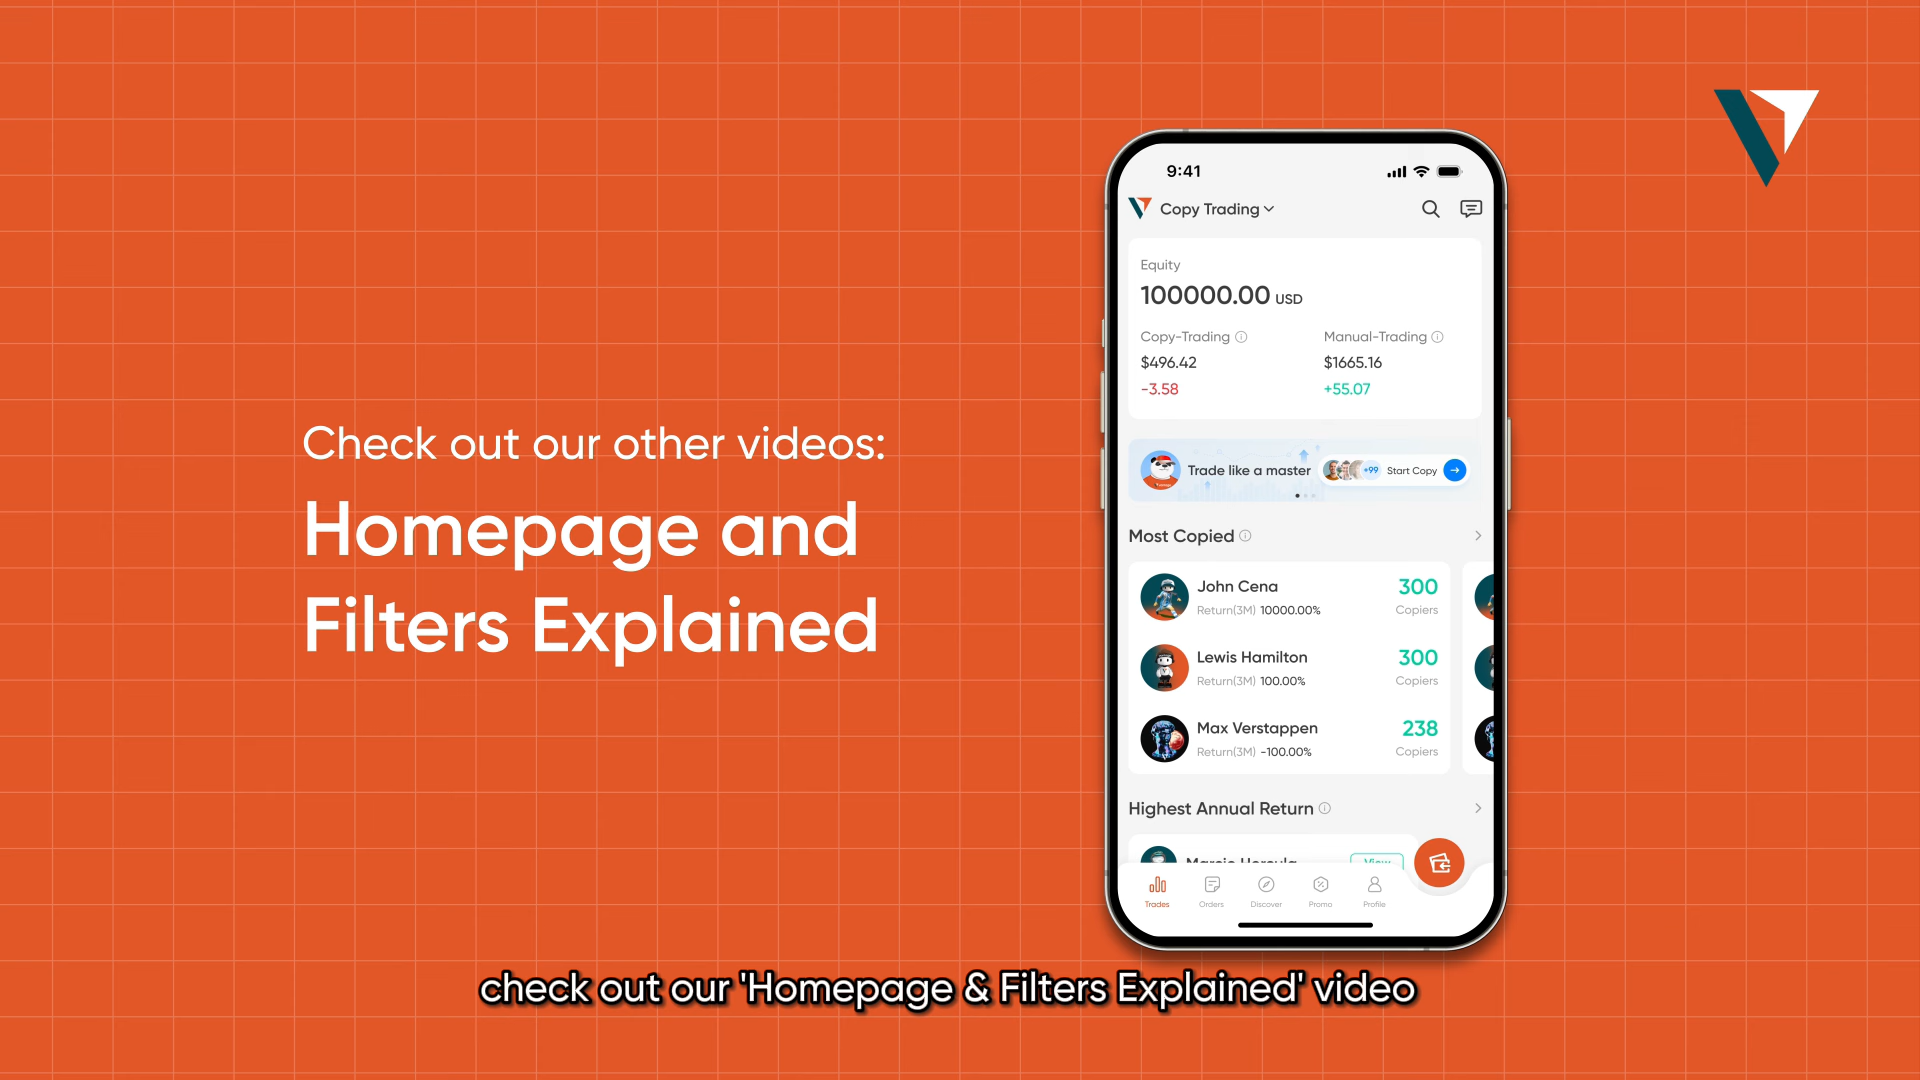 Check out our other videos:
Homepage and
Filters Explained
9:41
Copy Trading
Equity
100000.00 USD
Copy-Trading
Manual-Trading
$496.42
$1665.16
-3.58
+55.07
Trade like a master
+99
Start Copy
Most Copied
John Cena
300
Return(3M) 10000.00%
Copiers
Lewis Hamilton
300
Return(3M) 100.00%
Copiers
Max Verstappen
238
Return(3M) -100.00%
Copiers
Highest Annual Return
View
Trades
Orders
Discover
Promo
Profile
check out our 'Homepage & Filters Explained' video